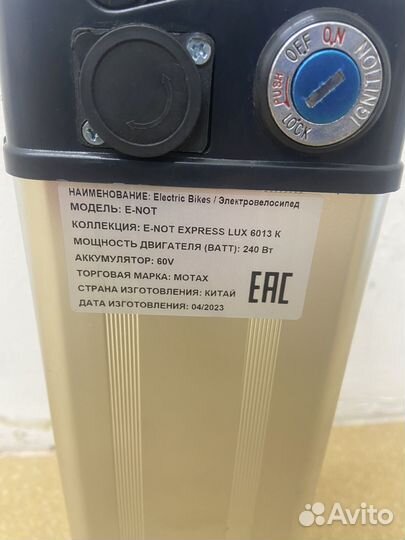 OFF
ON
IGNITION
PUSH
LOCK
НАИМЕНОВАНИЕ: Electric Bikes / Электровелосипед
МОДЕЛЬ: E-NOT
КОЛЛЕКЦИЯ: E-NOT EXPRESS LUX 6013 К
МОЩНОСТЬ ДВИГАТЕЛЯ (ВАТТ): 240 Вт
АККУМУЛЯТОР: 60V
ТОРГОВАЯ МАРКА: MOTAX
СТРАНА ИЗГОТОВЛЕНИЯ: КИТАЙ
ДАТА ИЗГОТОВЛЕНИЯ: 04/2023
EAC
Avito